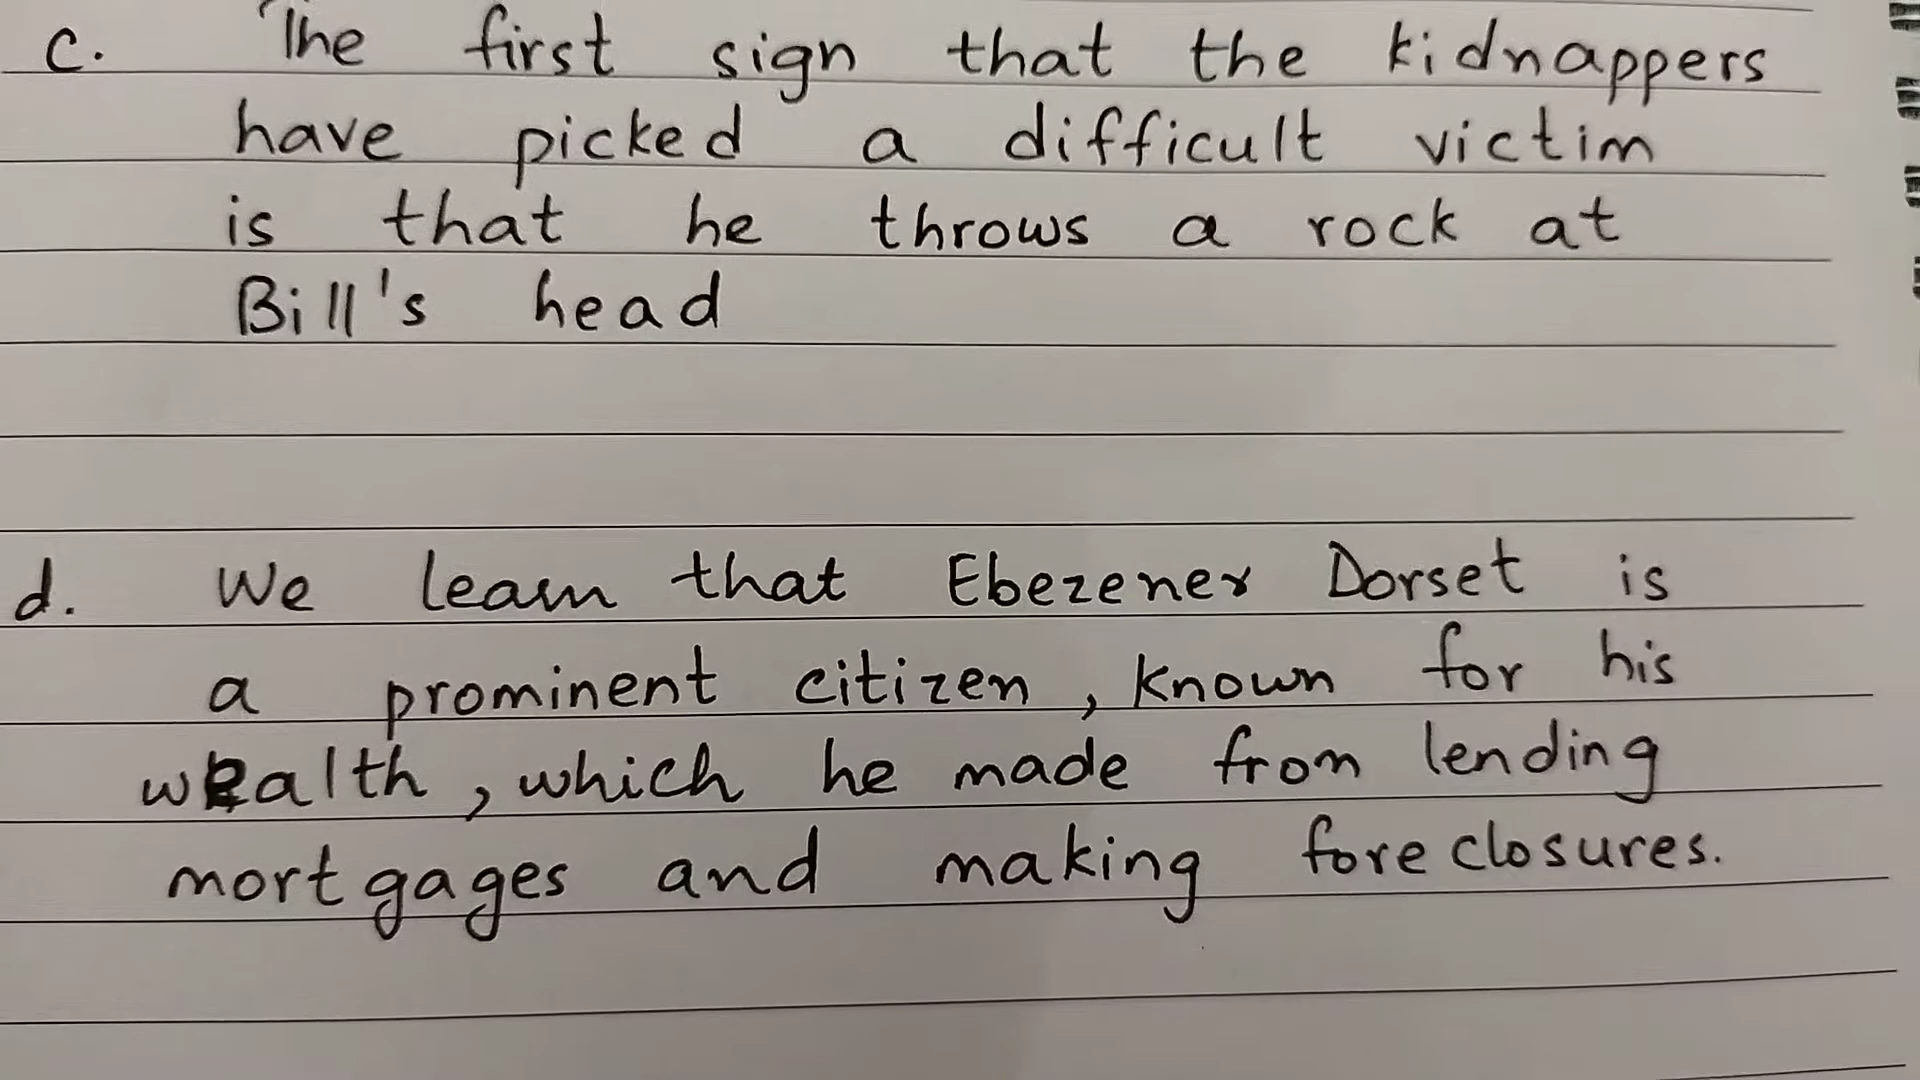 c. The first sign that the kidnappers
have picked a difficult victim
is that he throws a rock at
Bill's head
d. We learn that Ebezener Dorset is
a prominent citizen, known for his
wealth, which he made from lending
mortgages and making foreclosures.